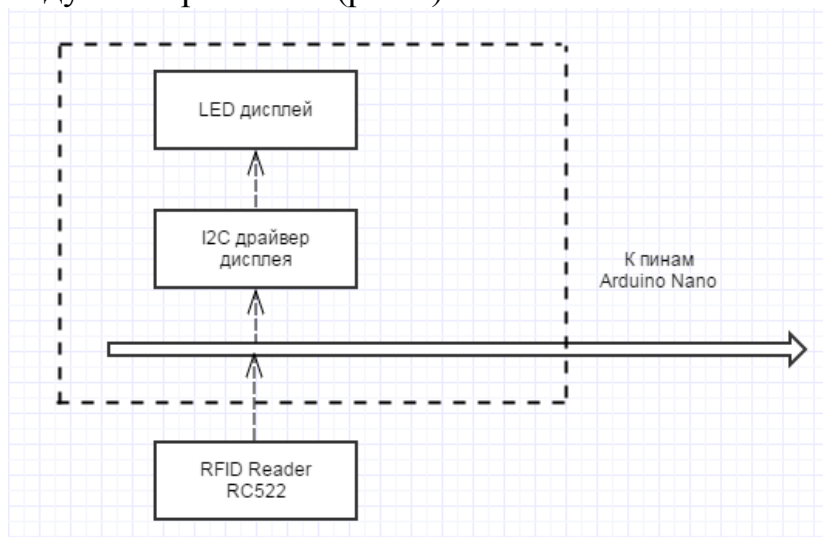 LED дисплей
I2C драйвер
дисплея
К пинам
Arduino Nano
RFID Reader
RC522